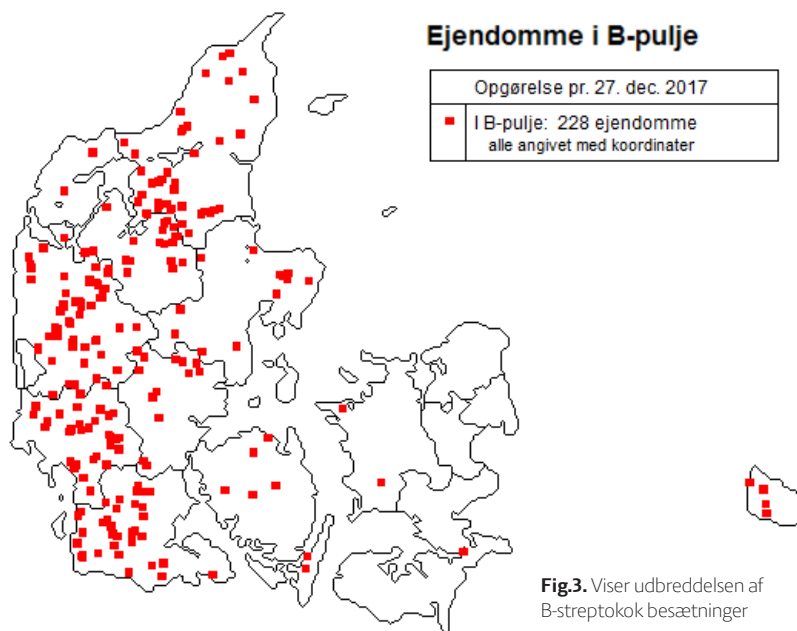 Ejendomme i B-pulje
Opgørelse pr. 27. dec. 2017
I B-pulje: 228 ejendomme
alle angivet med koordinater
Fig.3. Viser udbreddelsen af
B-streptokok besætninger